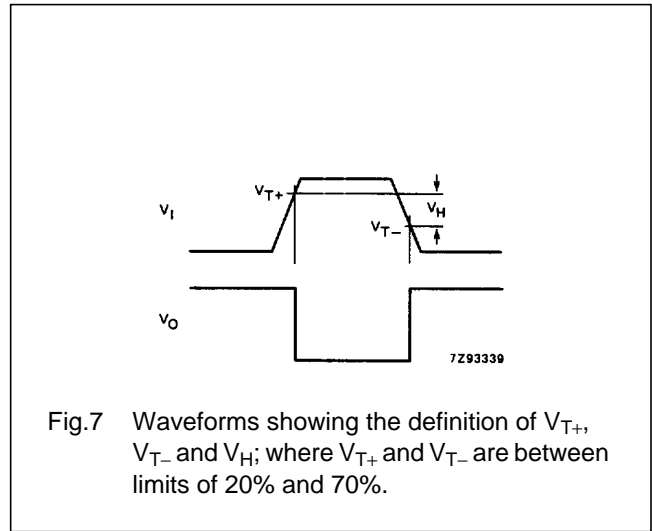 V_T+
V_H
V_I
V_T−
V_O
7Z93339
Fig.7 Waveforms showing the definition of V_T+,
V_T− and V_H; where V_T+ and V_T− are between
limits of 20% and 70%.